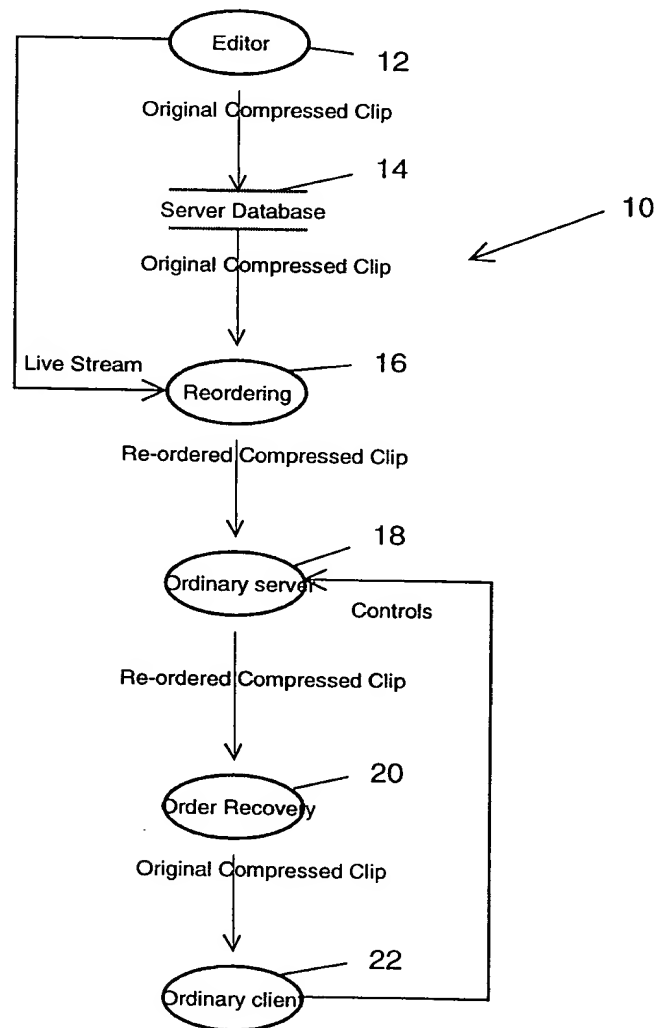 Editor
12
Original Compressed Clip
14
Server Database
10
Original Compressed Clip
Live Stream
16
Reordering
Re-ordered Compressed Clip
18
Ordinary server
Controls
Re-ordered Compressed Clip
20
Order Recovery
Original Compressed Clip
22
Ordinary client